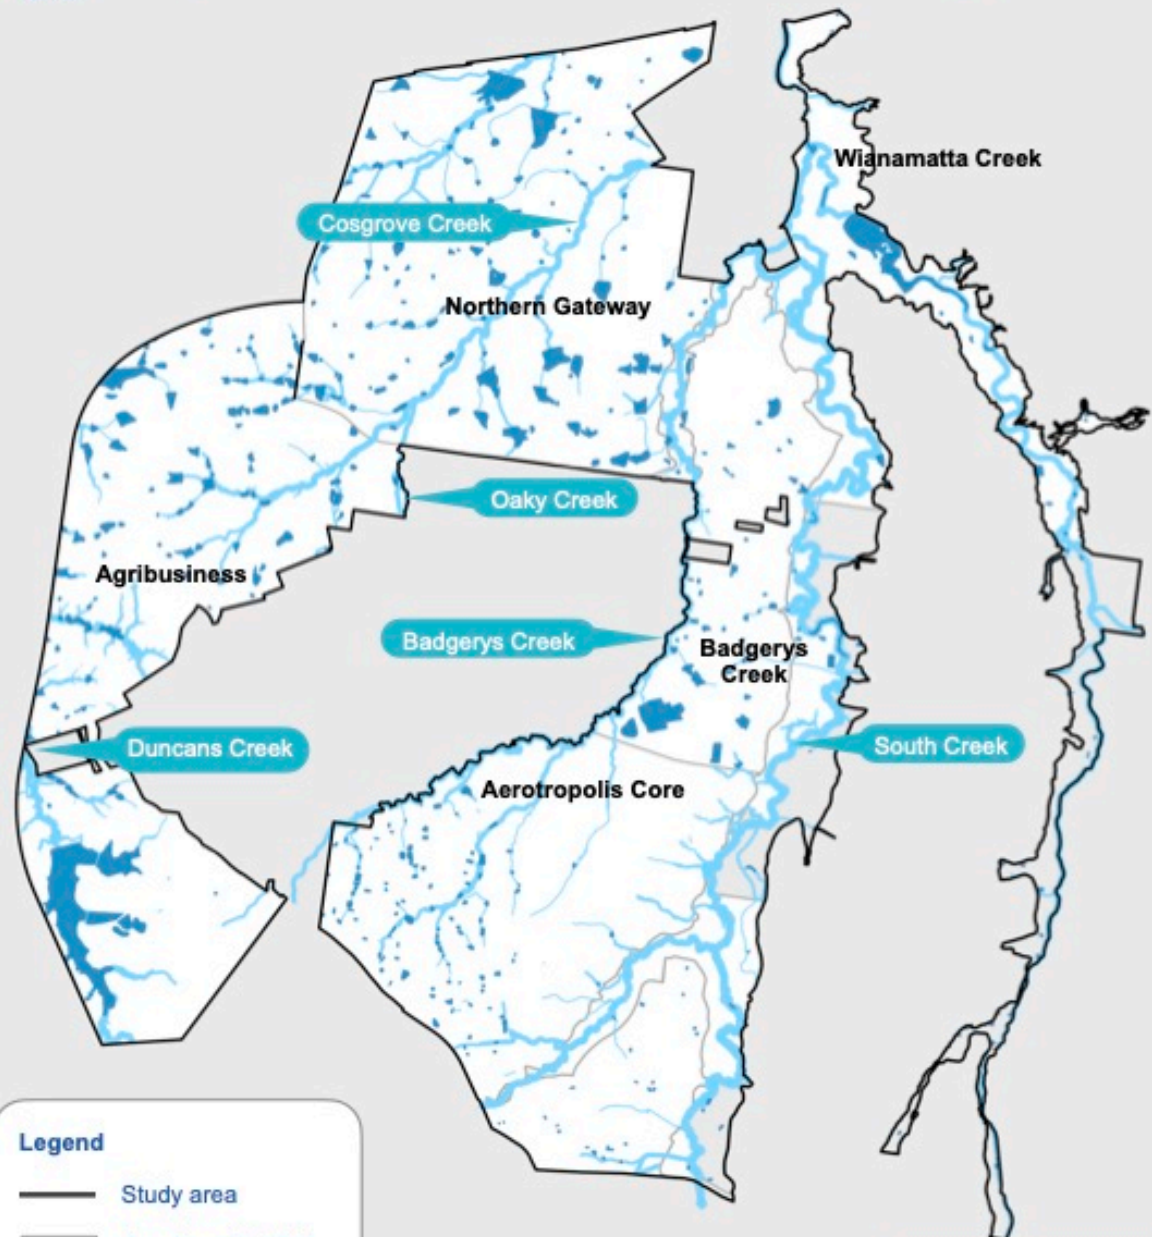 Wianamatta Creek
Cosgrove Creek
Northern Gateway
Oaky Creek
Agribusiness
Badgerys Creek
Badgerys
Creek
Duncans Creek
South Creek
Aerotropolis Core
Legend
Study area